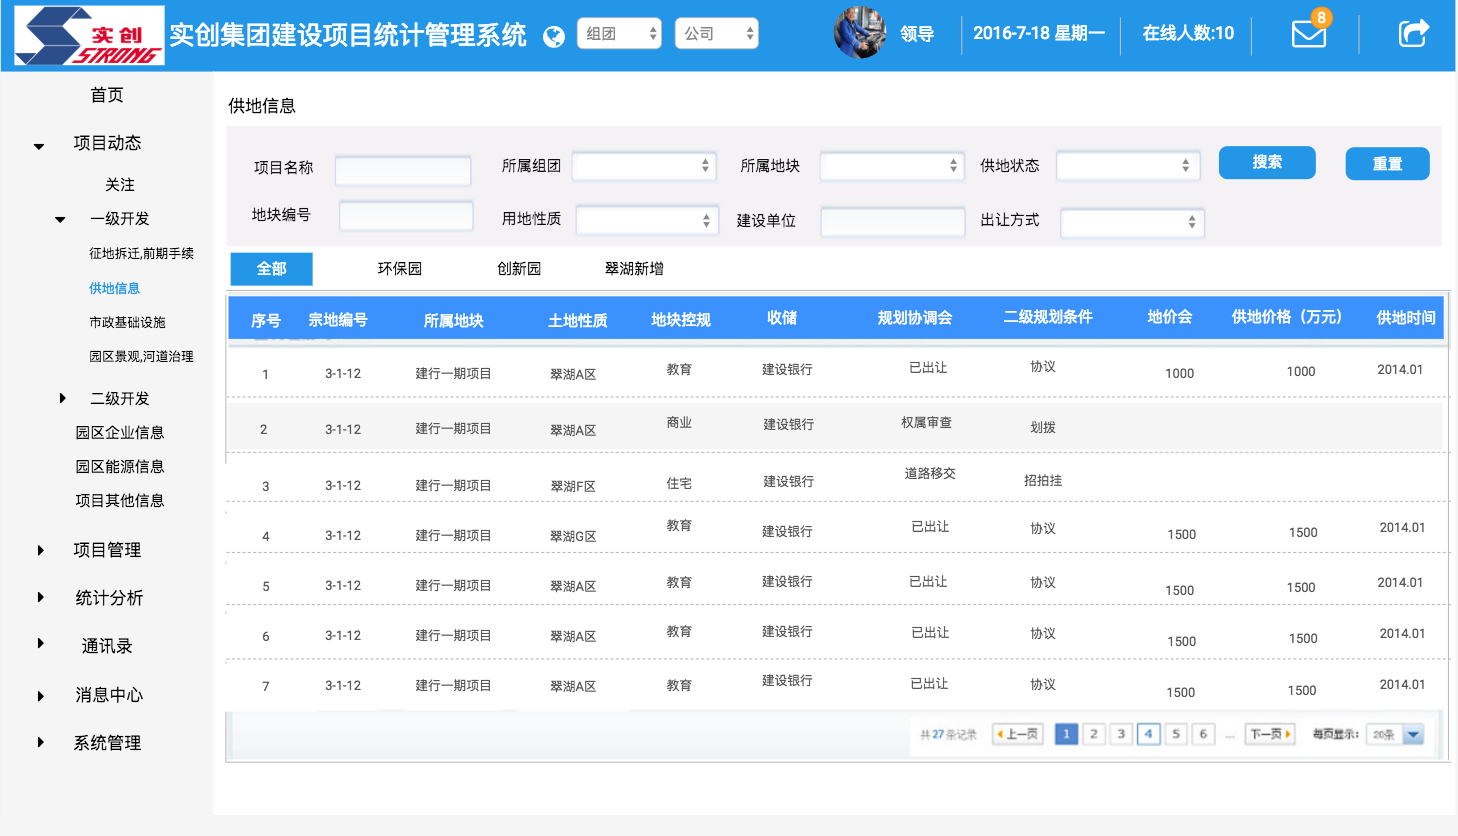 实创
STRONG
实创集团建设项目统计管理系统 组团 公司 领导 2016-7-18 星期一 在线人数:10 8
首页
项目动态
关注
一级开发
征地拆迁,前期手续
供地信息
市政基础设施
园区景观,河道治理
二级开发
园区企业信息
园区能源信息
项目其他信息
项目管理
统计分析
通讯录
消息中心
系统管理
供地信息
项目名称 所属组团 所属地块 供地状态 搜索 重置
地块编号 用地性质 建设单位 出让方式
全部 环保园 创新园 翠湖新增
序号 宗地编号 所属地块 土地性质 地块控规 收储 规划协调会 二级规划条件 地价会 供地价格（万元） 供地时间
1 3-1-12 建行一期项目 翠湖A区 教育 建设银行 已出让 协议 1000 1000 2014.01
2 3-1-12 建行一期项目 翠湖A区 商业 建设银行 权属审查 划拨
3 3-1-12 建行一期项目 翠湖F区 住宅 建设银行 道路移交 招拍挂
4 3-1-12 建行一期项目 翠湖G区 教育 建设银行 已出让 协议 1500 1500 2014.01
5 3-1-12 建行一期项目 翠湖A区 教育 建设银行 已出让 协议 1500 1500 2014.01
6 3-1-12 建行一期项目 翠湖A区 教育 建设银行 已出让 协议 1500 1500 2014.01
7 3-1-12 建行一期项目 翠湖A区 教育 建设银行 已出让 协议 1500 1500 2014.01
共27条记录 上一页 1 2 3 4 5 6 ... 下一页 每页显示: 20条